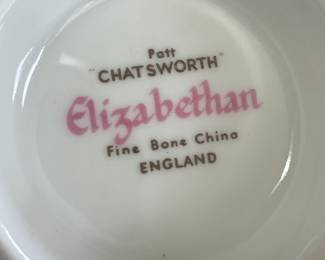 Patt
"CHATSWORTH"
Elizabethan
Fine Bone China
ENGLAND